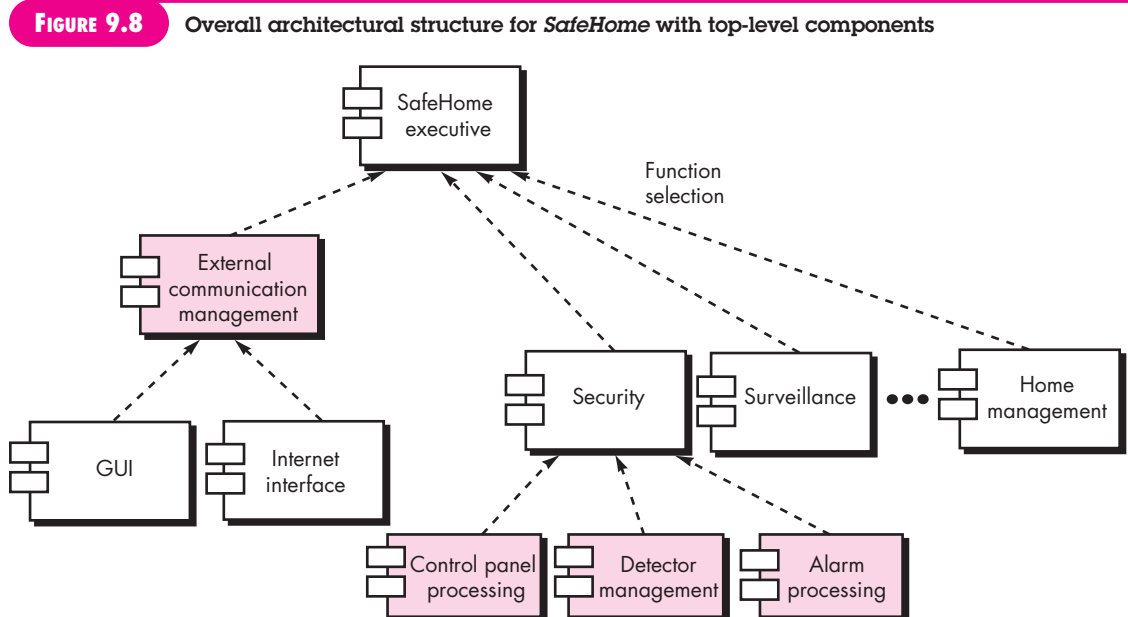 FIGURE 9.8 Overall architectural structure for SafeHome with top-level components
SafeHome
executive
Function
selection
External
communication
management
Security
Surveillance
Home
management
GUI
Internet
interface
Control panel
processing
Detector
management
Alarm
processing